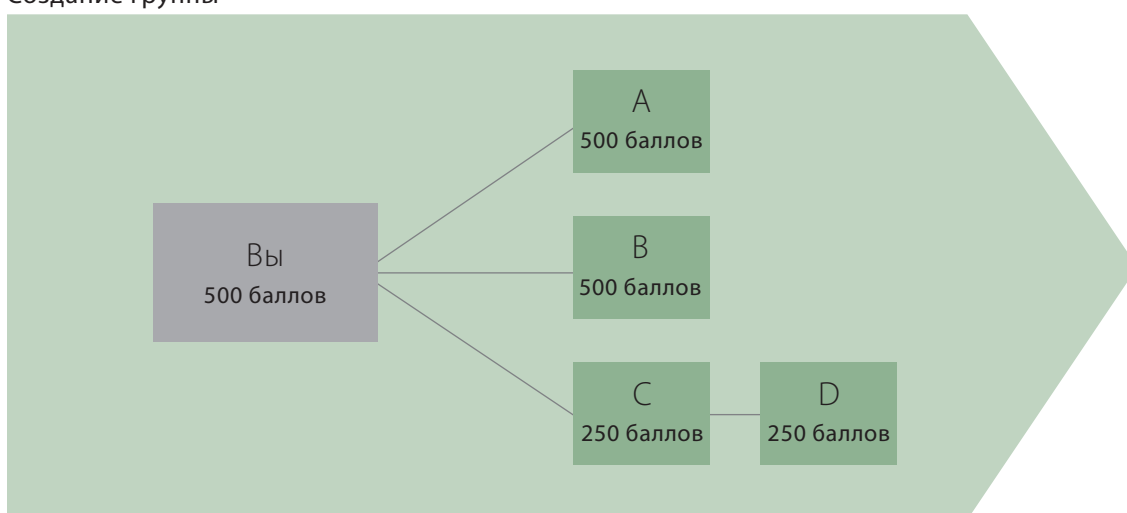 Создание группы
A
500 баллов
Вы
500 баллов
B
500 баллов
C
250 баллов
D
250 баллов